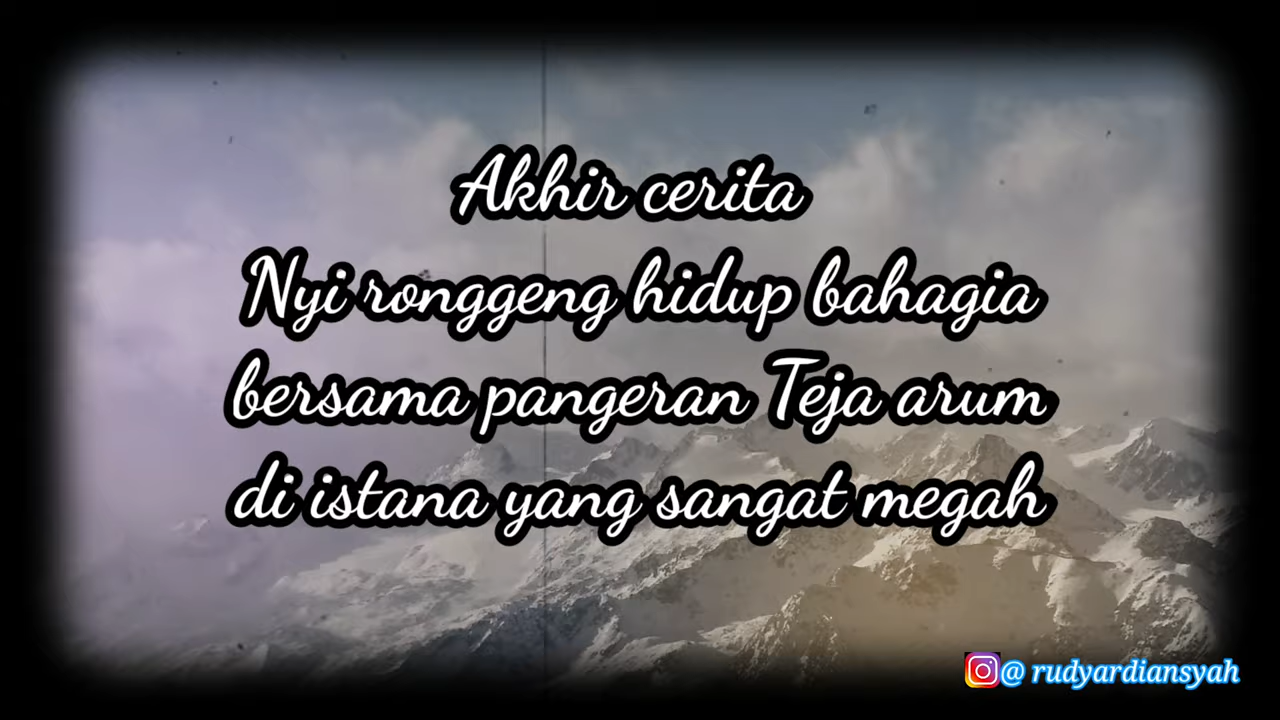 Akhir cerita
Nyi ronggeng hidup bahagia
bersama pangeran Teja arum
di istana yang sangat megah
@ rudyardiansyah